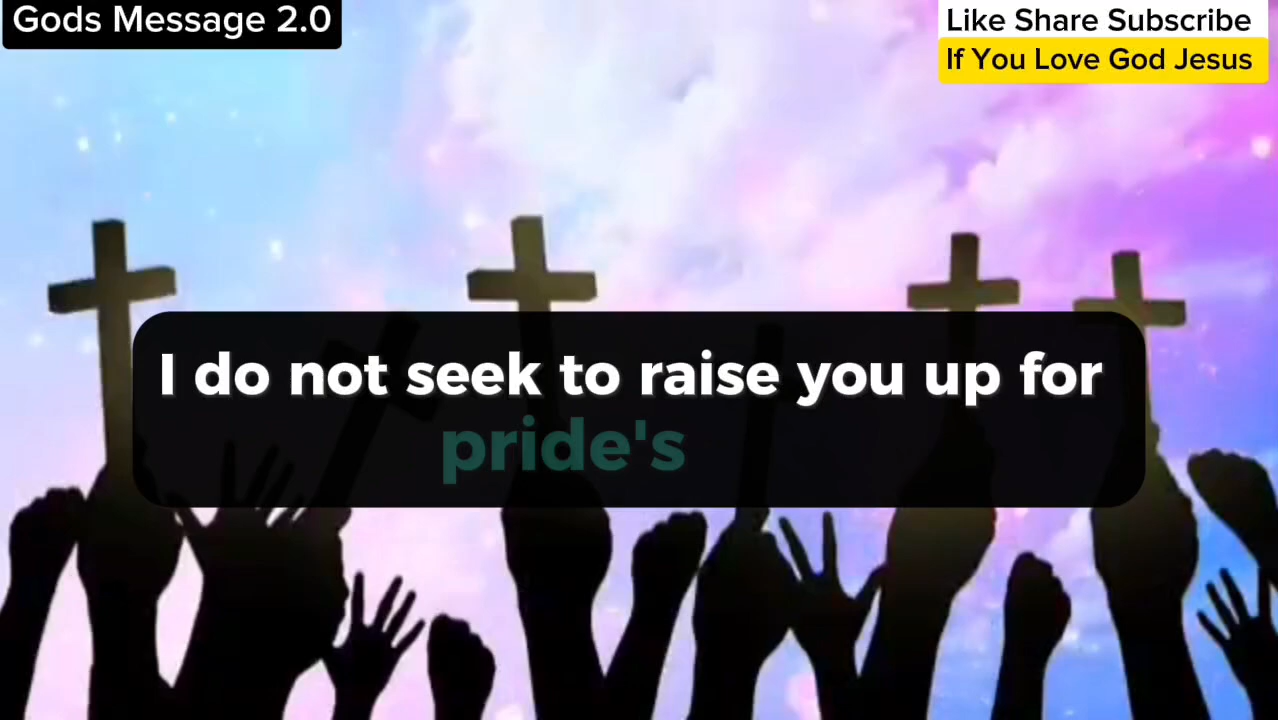 Gods Message 2.0
Like Share Subscribe
If You Love God Jesus
I do not seek to raise you up for
pride's